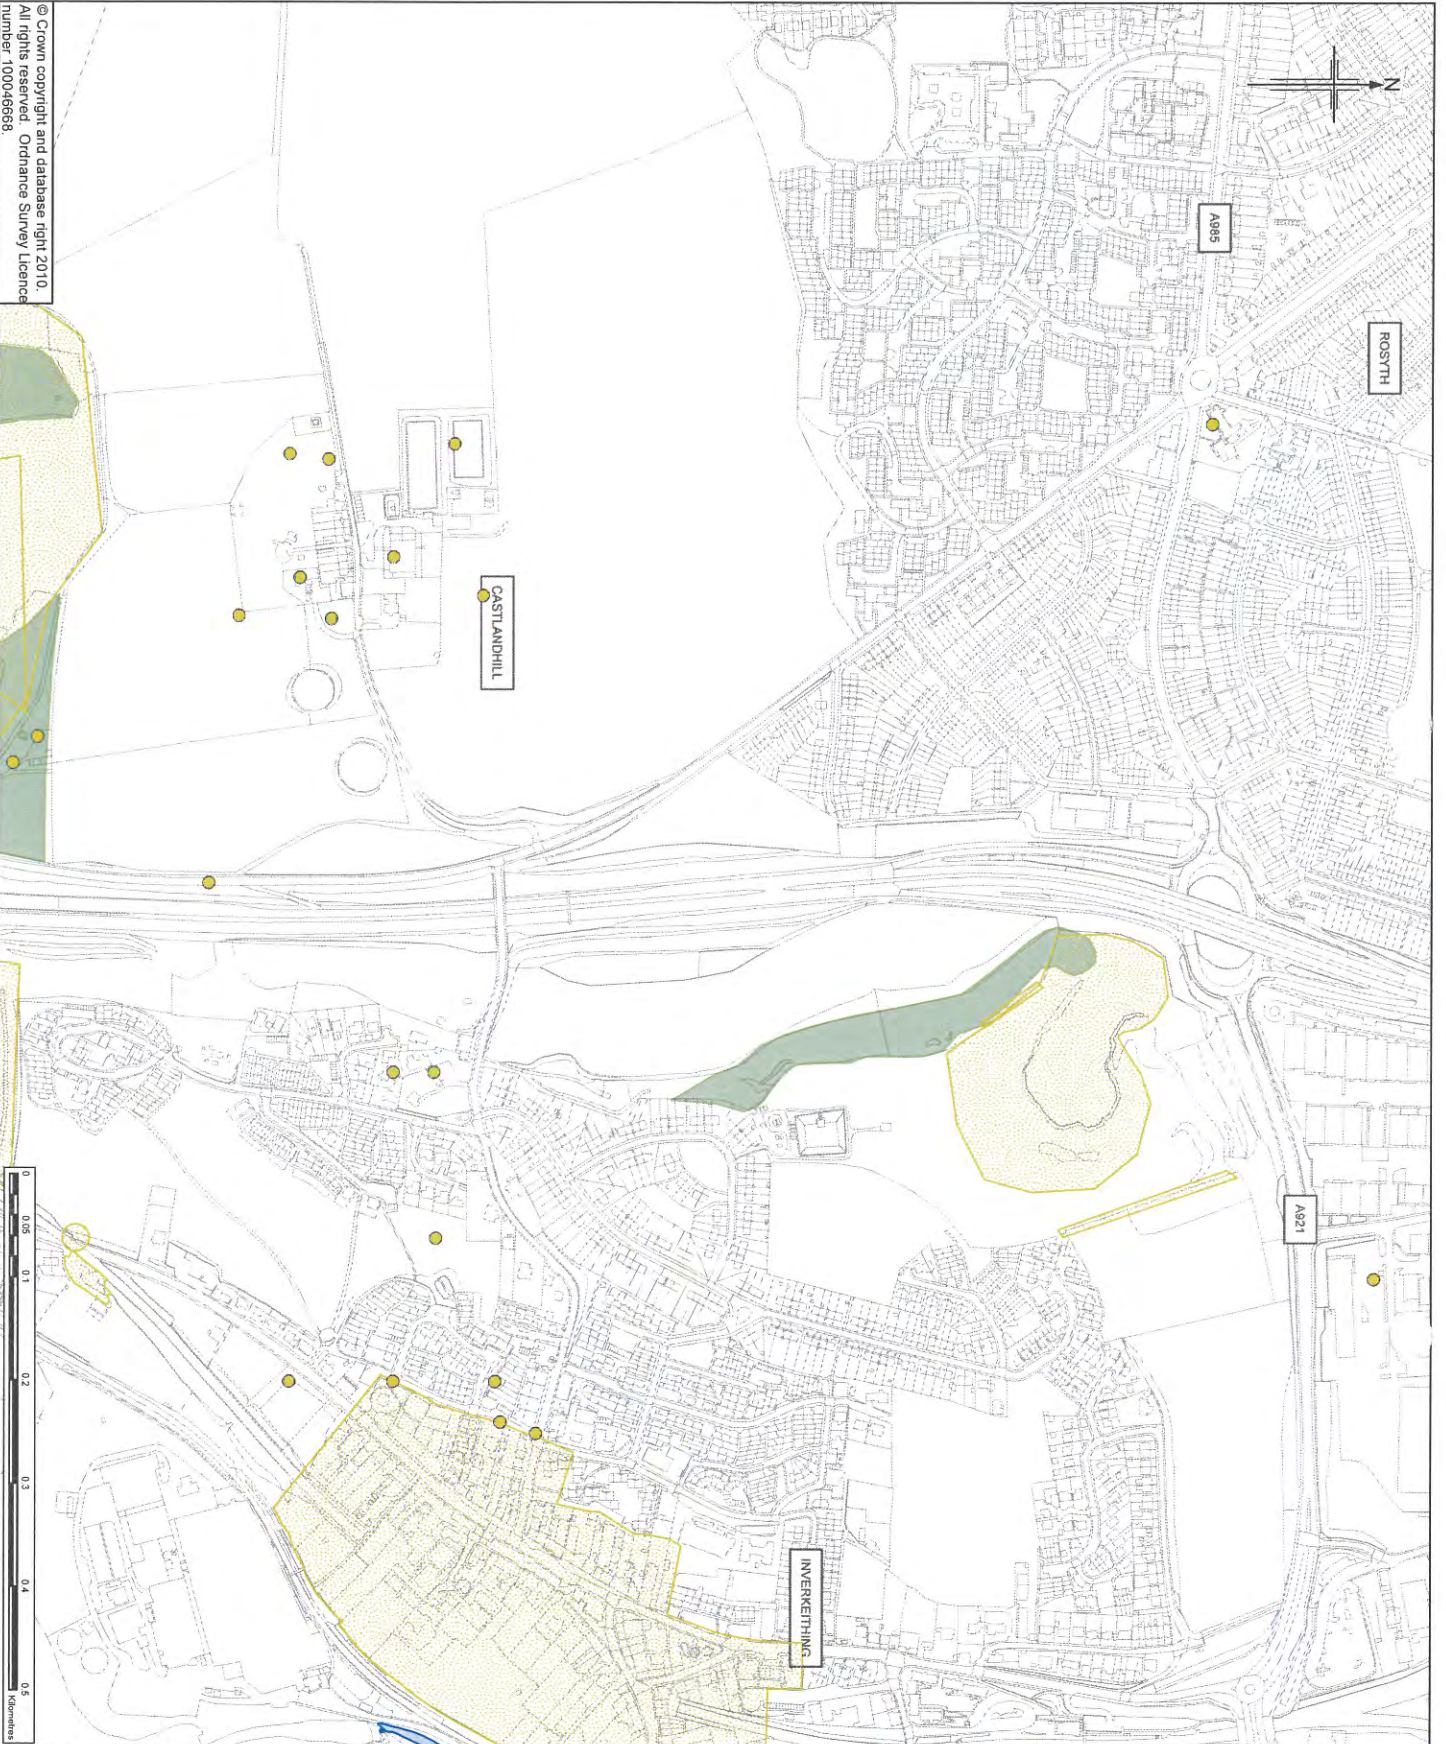 N
ROSYTH
A985
CASTLANDHILL
A921
INVERKEITHING
© Crown copyright and database right 2010.
All rights reserved. Ordnance Survey Licence
number 100046668.
0 0.05 0.1 0.2 0.3 0.4 0.5
Kilometres